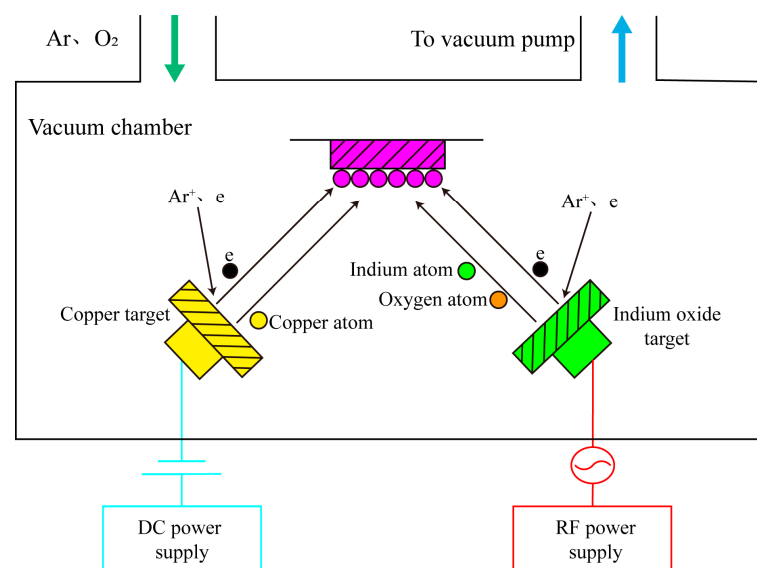 Ar、O₂
To vacuum pump
Vacuum chamber
Ar⁺、e
Ar⁺、e
e
e
Indium atom
Oxygen atom
Copper target
Copper atom
Indium oxide
target
DC power
supply
RF power
supply